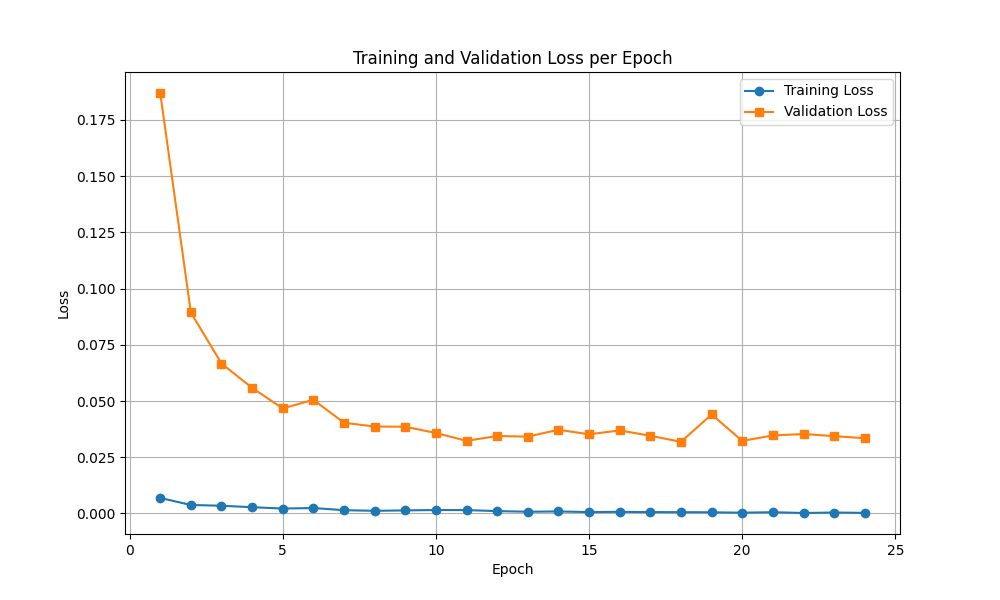 Training and Validation Loss per Epoch
Training Loss
Validation Loss
0.175
0.150
0.125
0.100
0.075
0.050
0.025
0.000
Loss
0 5 10 15 20 25
Epoch